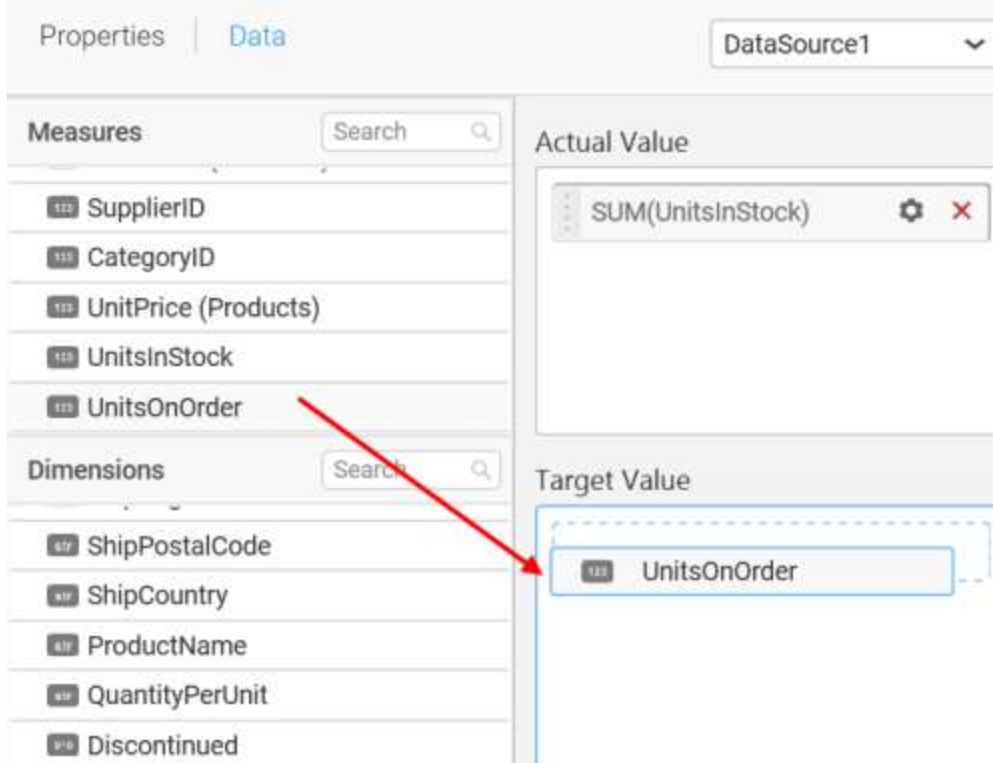 Properties | Data
DataSource1
Measures
Search
SupplierID
CategoryID
UnitPrice (Products)
UnitsInStock
UnitsOnOrder
Dimensions
Search
ShipPostalCode
ShipCountry
ProductName
QuantityPerUnit
Discontinued
Actual Value
SUM(UnitsInStock)
Target Value
123 UnitsOnOrder